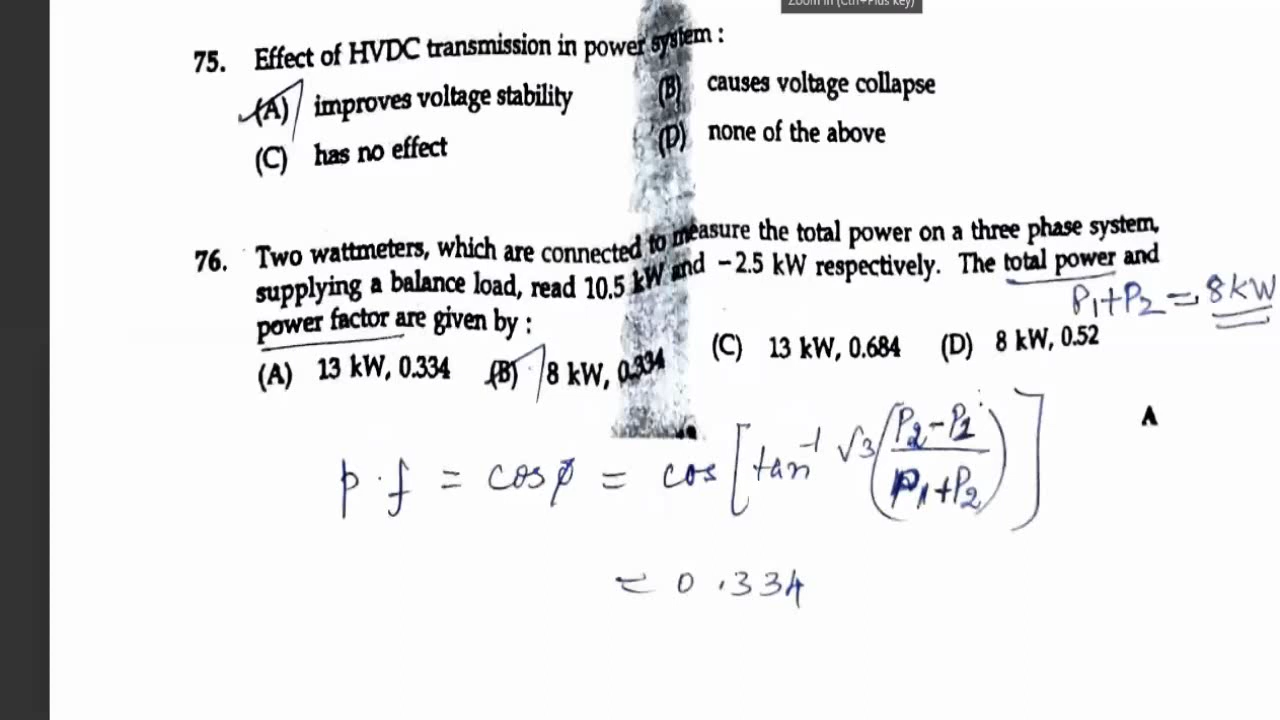 Zoom in (Ctrl+Plus key)
75. Effect of HVDC transmission in power system :
(A) improves voltage stability (B) causes voltage collapse
(C) has no effect (D) none of the above
76. Two wattmeters, which are connected to measure the total power on a three phase system,
supplying a balance load, read 10.5 kW and −2.5 kW respectively. The total power and
P₁+P₂ = 8kW
power factor are given by :
(A) 13 kW, 0.334 (B) 8 kW, 0.334 (C) 13 kW, 0.684 (D) 8 kW, 0.52
A
p.f = cosφ = cos [tan⁻¹ √3 (P₂−P₂ / P₁+P₂)]
= 0.334